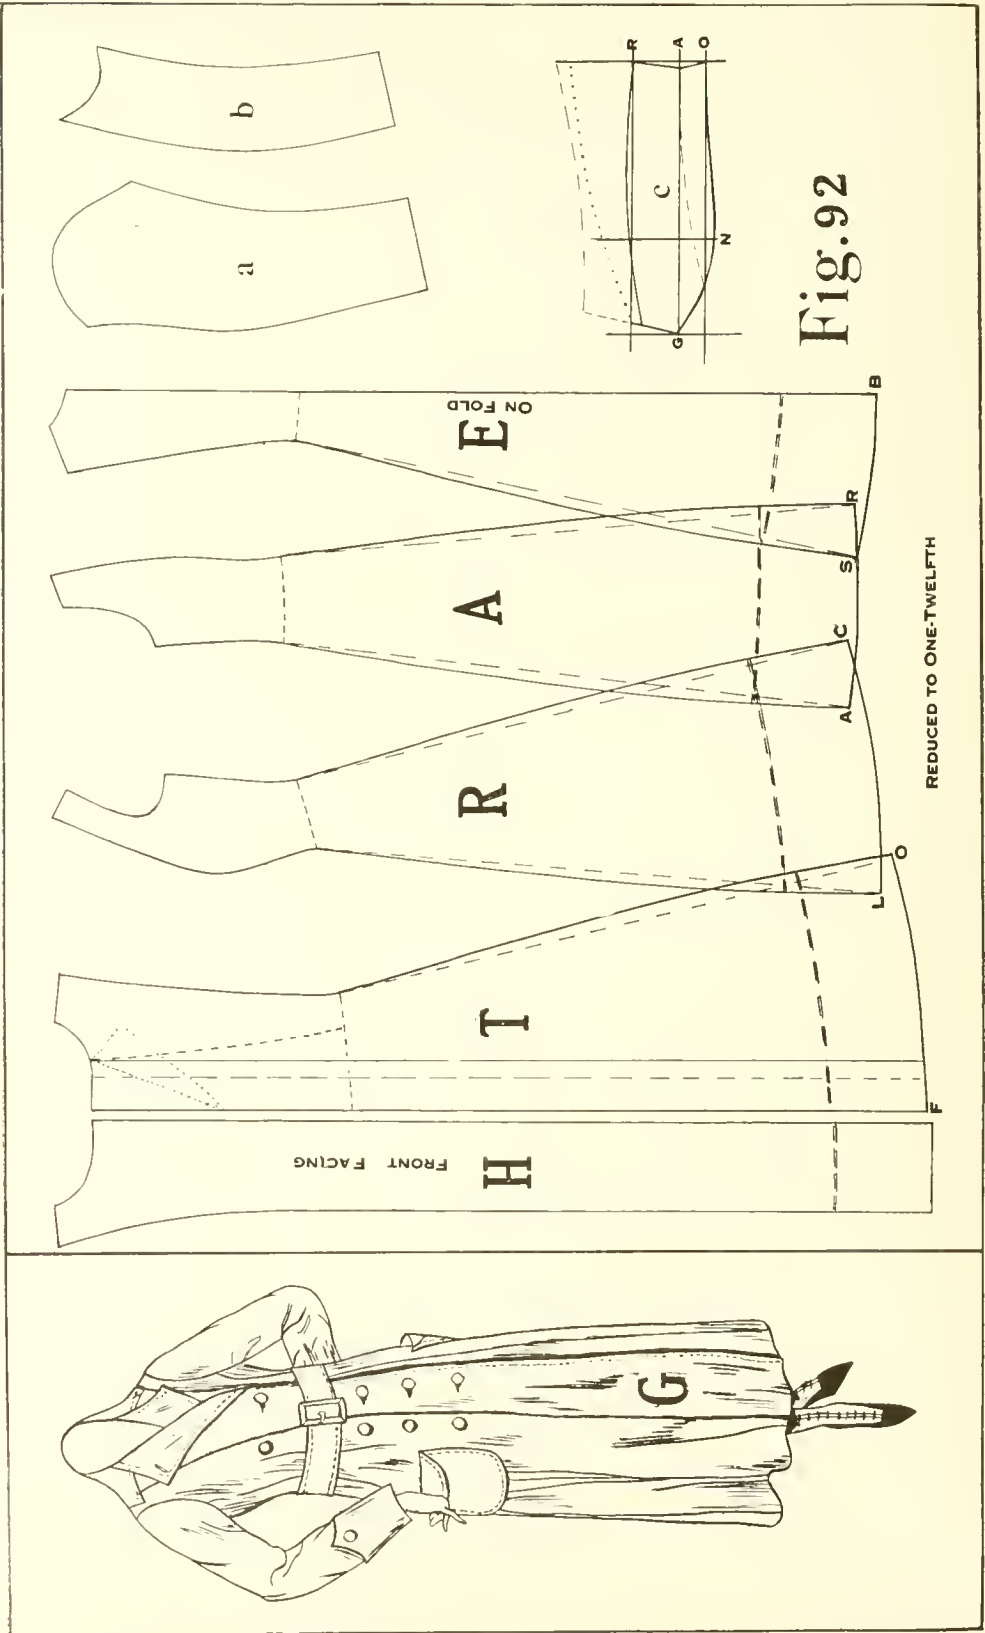 b
a
R
A
O
c
N
G
Fig.92
E
ON FOLD
B
A
R
S
R
C
A
T
O
L
H
FRONT FACING
F
G
REDUCED TO ONE-TWELFTH